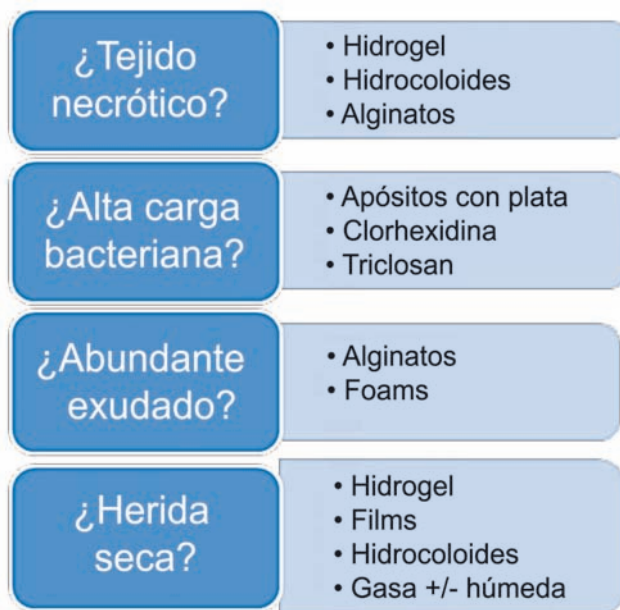 ¿Tejido
necrótico?
• Hidrogel
• Hidrocoloides
• Alginatos
¿Alta carga
bacteriana?
• Apósitos con plata
• Clorhexidina
• Triclosan
¿Abundante
exudado?
• Alginatos
• Foams
¿Herida
seca?
• Hidrogel
• Films
• Hidrocoloides
• Gasa +/- húmeda